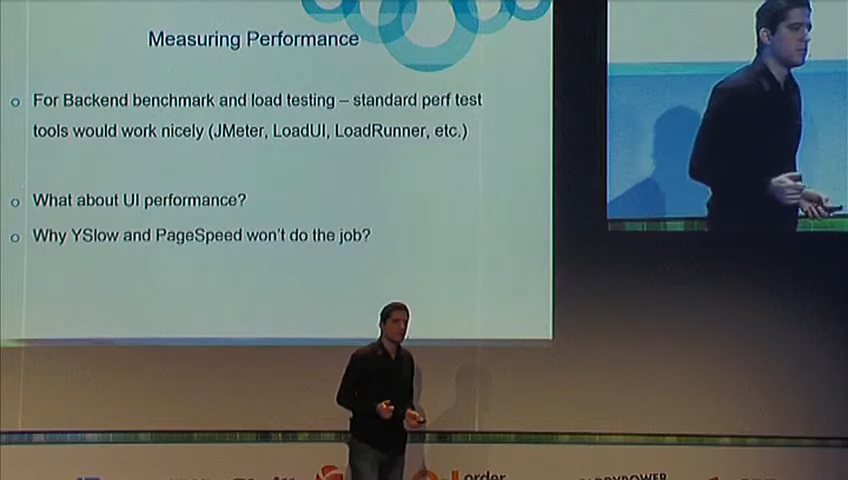 Measuring Performance
o For Backend benchmark and load testing – standard perf test
tools would work nicely (JMeter, LoadUI, LoadRunner, etc.)
o What about UI performance?
o Why YSlow and PageSpeed won't do the job?
order